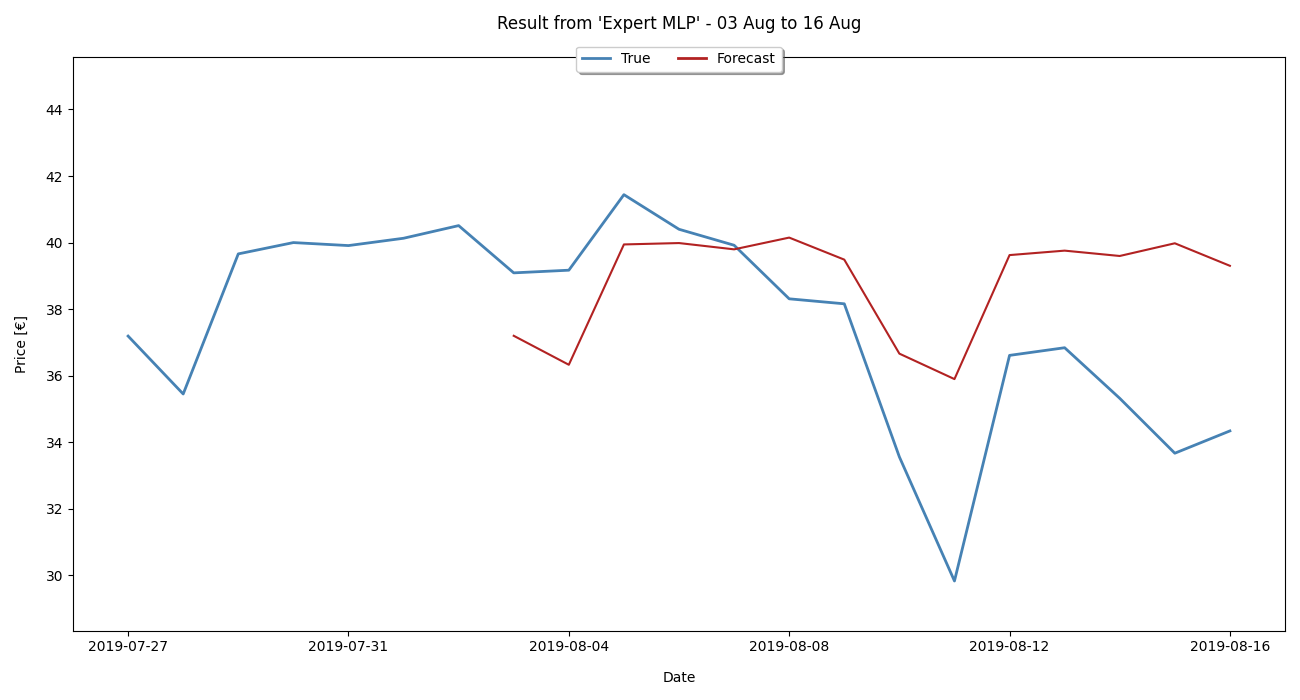 Result from 'Expert MLP' - 03 Aug to 16 Aug
True Forecast
Price [€]
44
42
40
38
36
34
32
30
2019-07-27 2019-07-31 2019-08-04 2019-08-08 2019-08-12 2019-08-16
Date